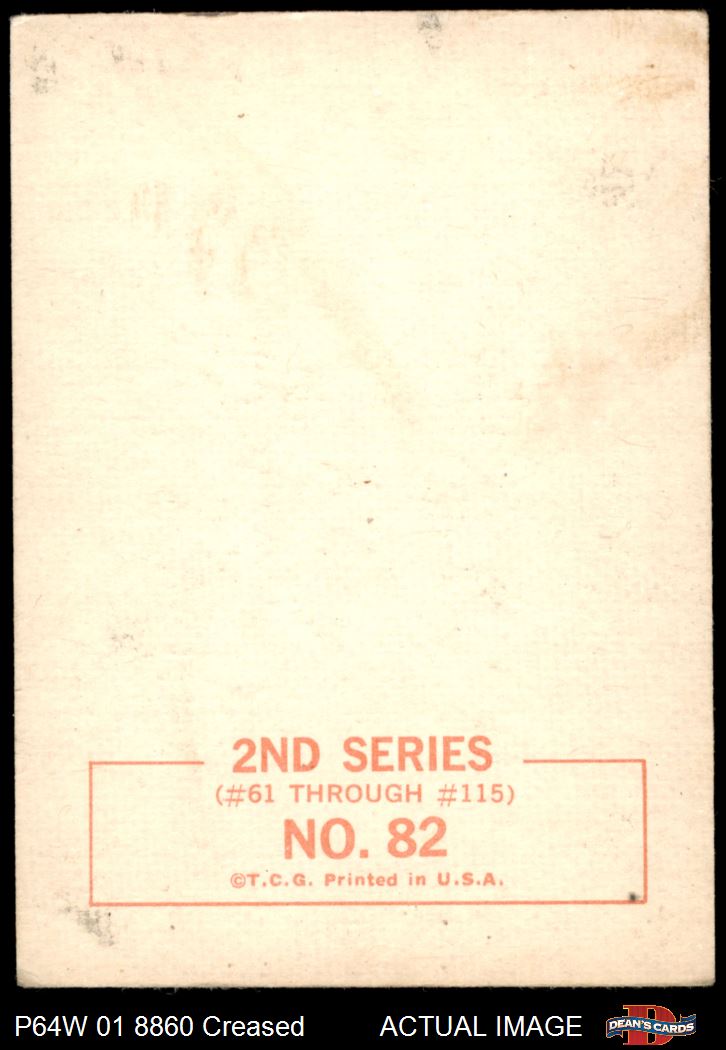 2ND SERIES
(#61 THROUGH #115)
NO. 82
©T.C.G. Printed in U.S.A.
P64W 01 8860 Creased ACTUAL IMAGE
DEAN'S CARDS